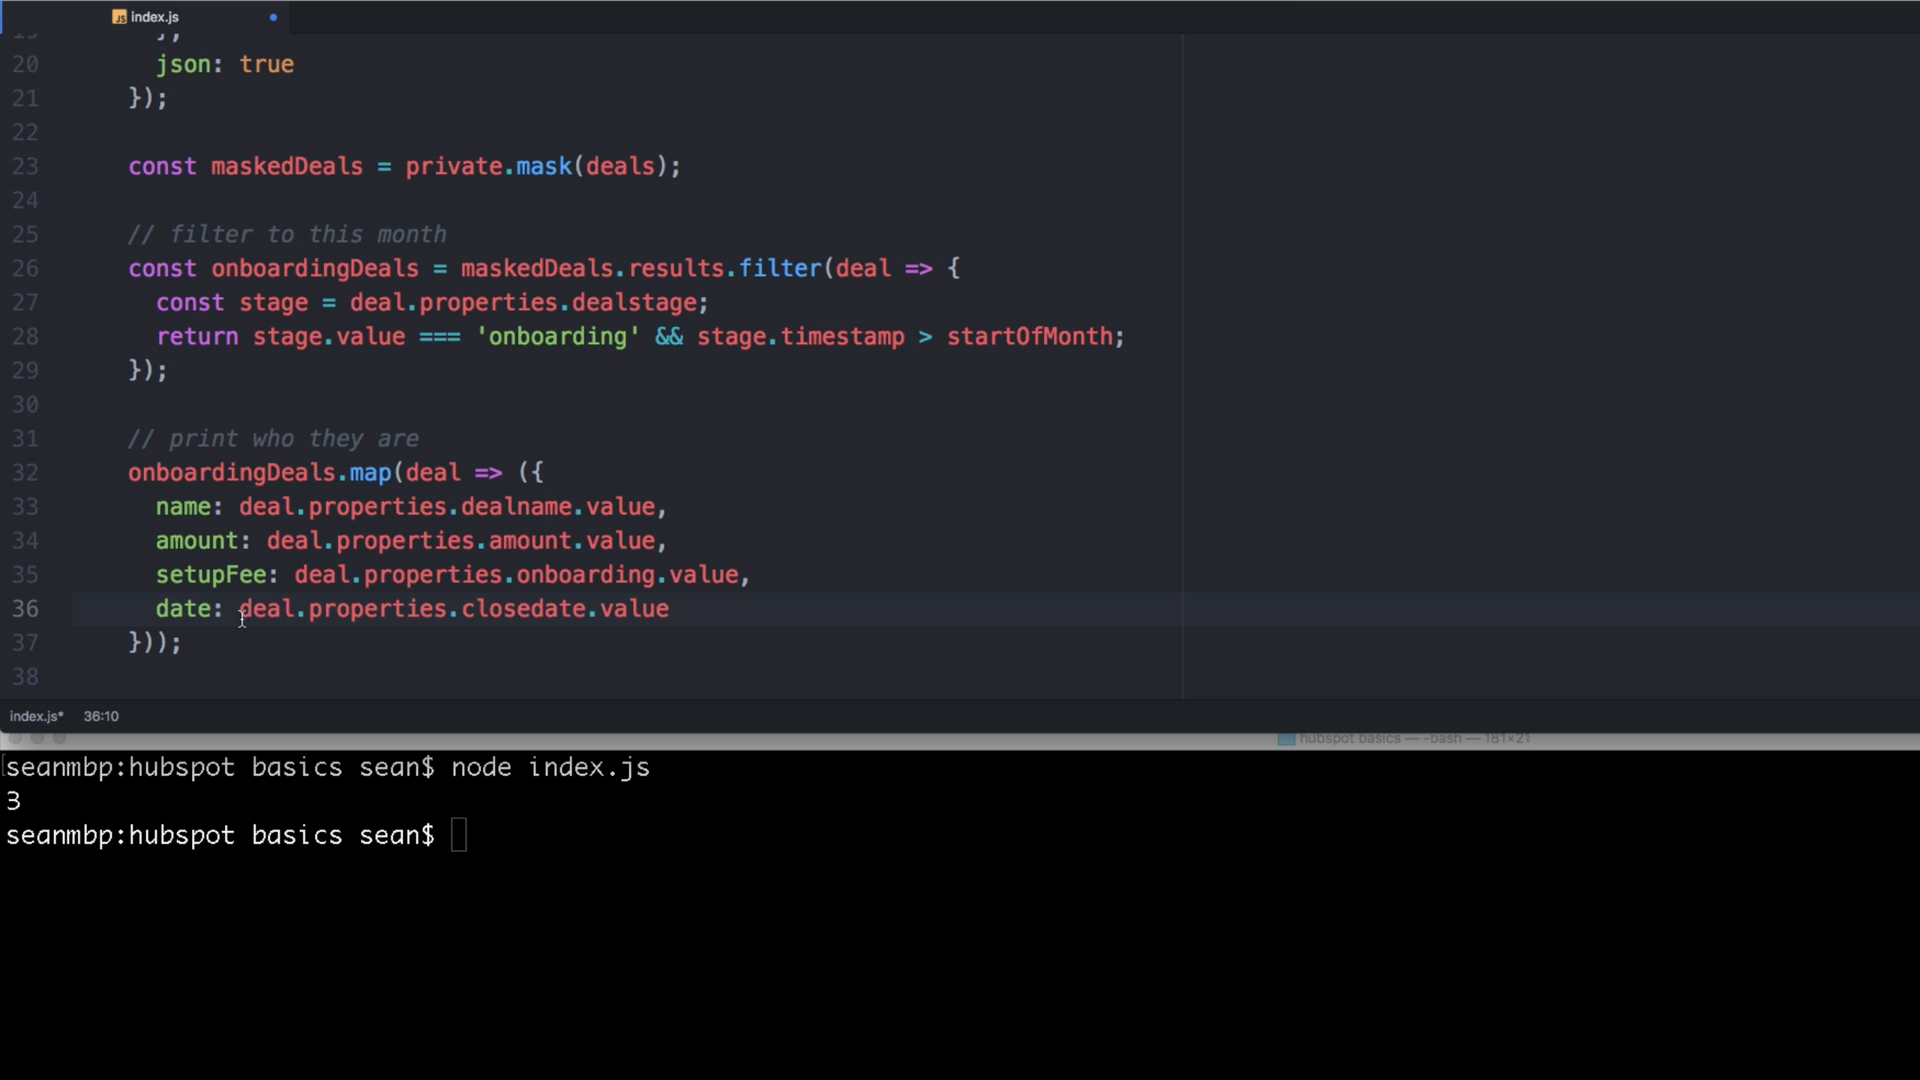 index.js
19 };
20 json: true
21 });
22
23 const maskedDeals = private.mask(deals);
24
25 // filter to this month
26 const onboardingDeals = maskedDeals.results.filter(deal => {
27 const stage = deal.properties.dealstage;
28 return stage.value === 'onboarding' && stage.timestamp > startOfMonth;
29 });
30
31 // print who they are
32 onboardingDeals.map(deal => ({
33 name: deal.properties.dealname.value,
34 amount: deal.properties.amount.value,
35 setupFee: deal.properties.onboarding.value,
36 date: deal.properties.closedate.value
37 }));
38
index.js* 36:10
hubspot basics — -bash — 181×21
[seanmbp:hubspot basics sean$ node index.js
3
seanmbp:hubspot basics sean$